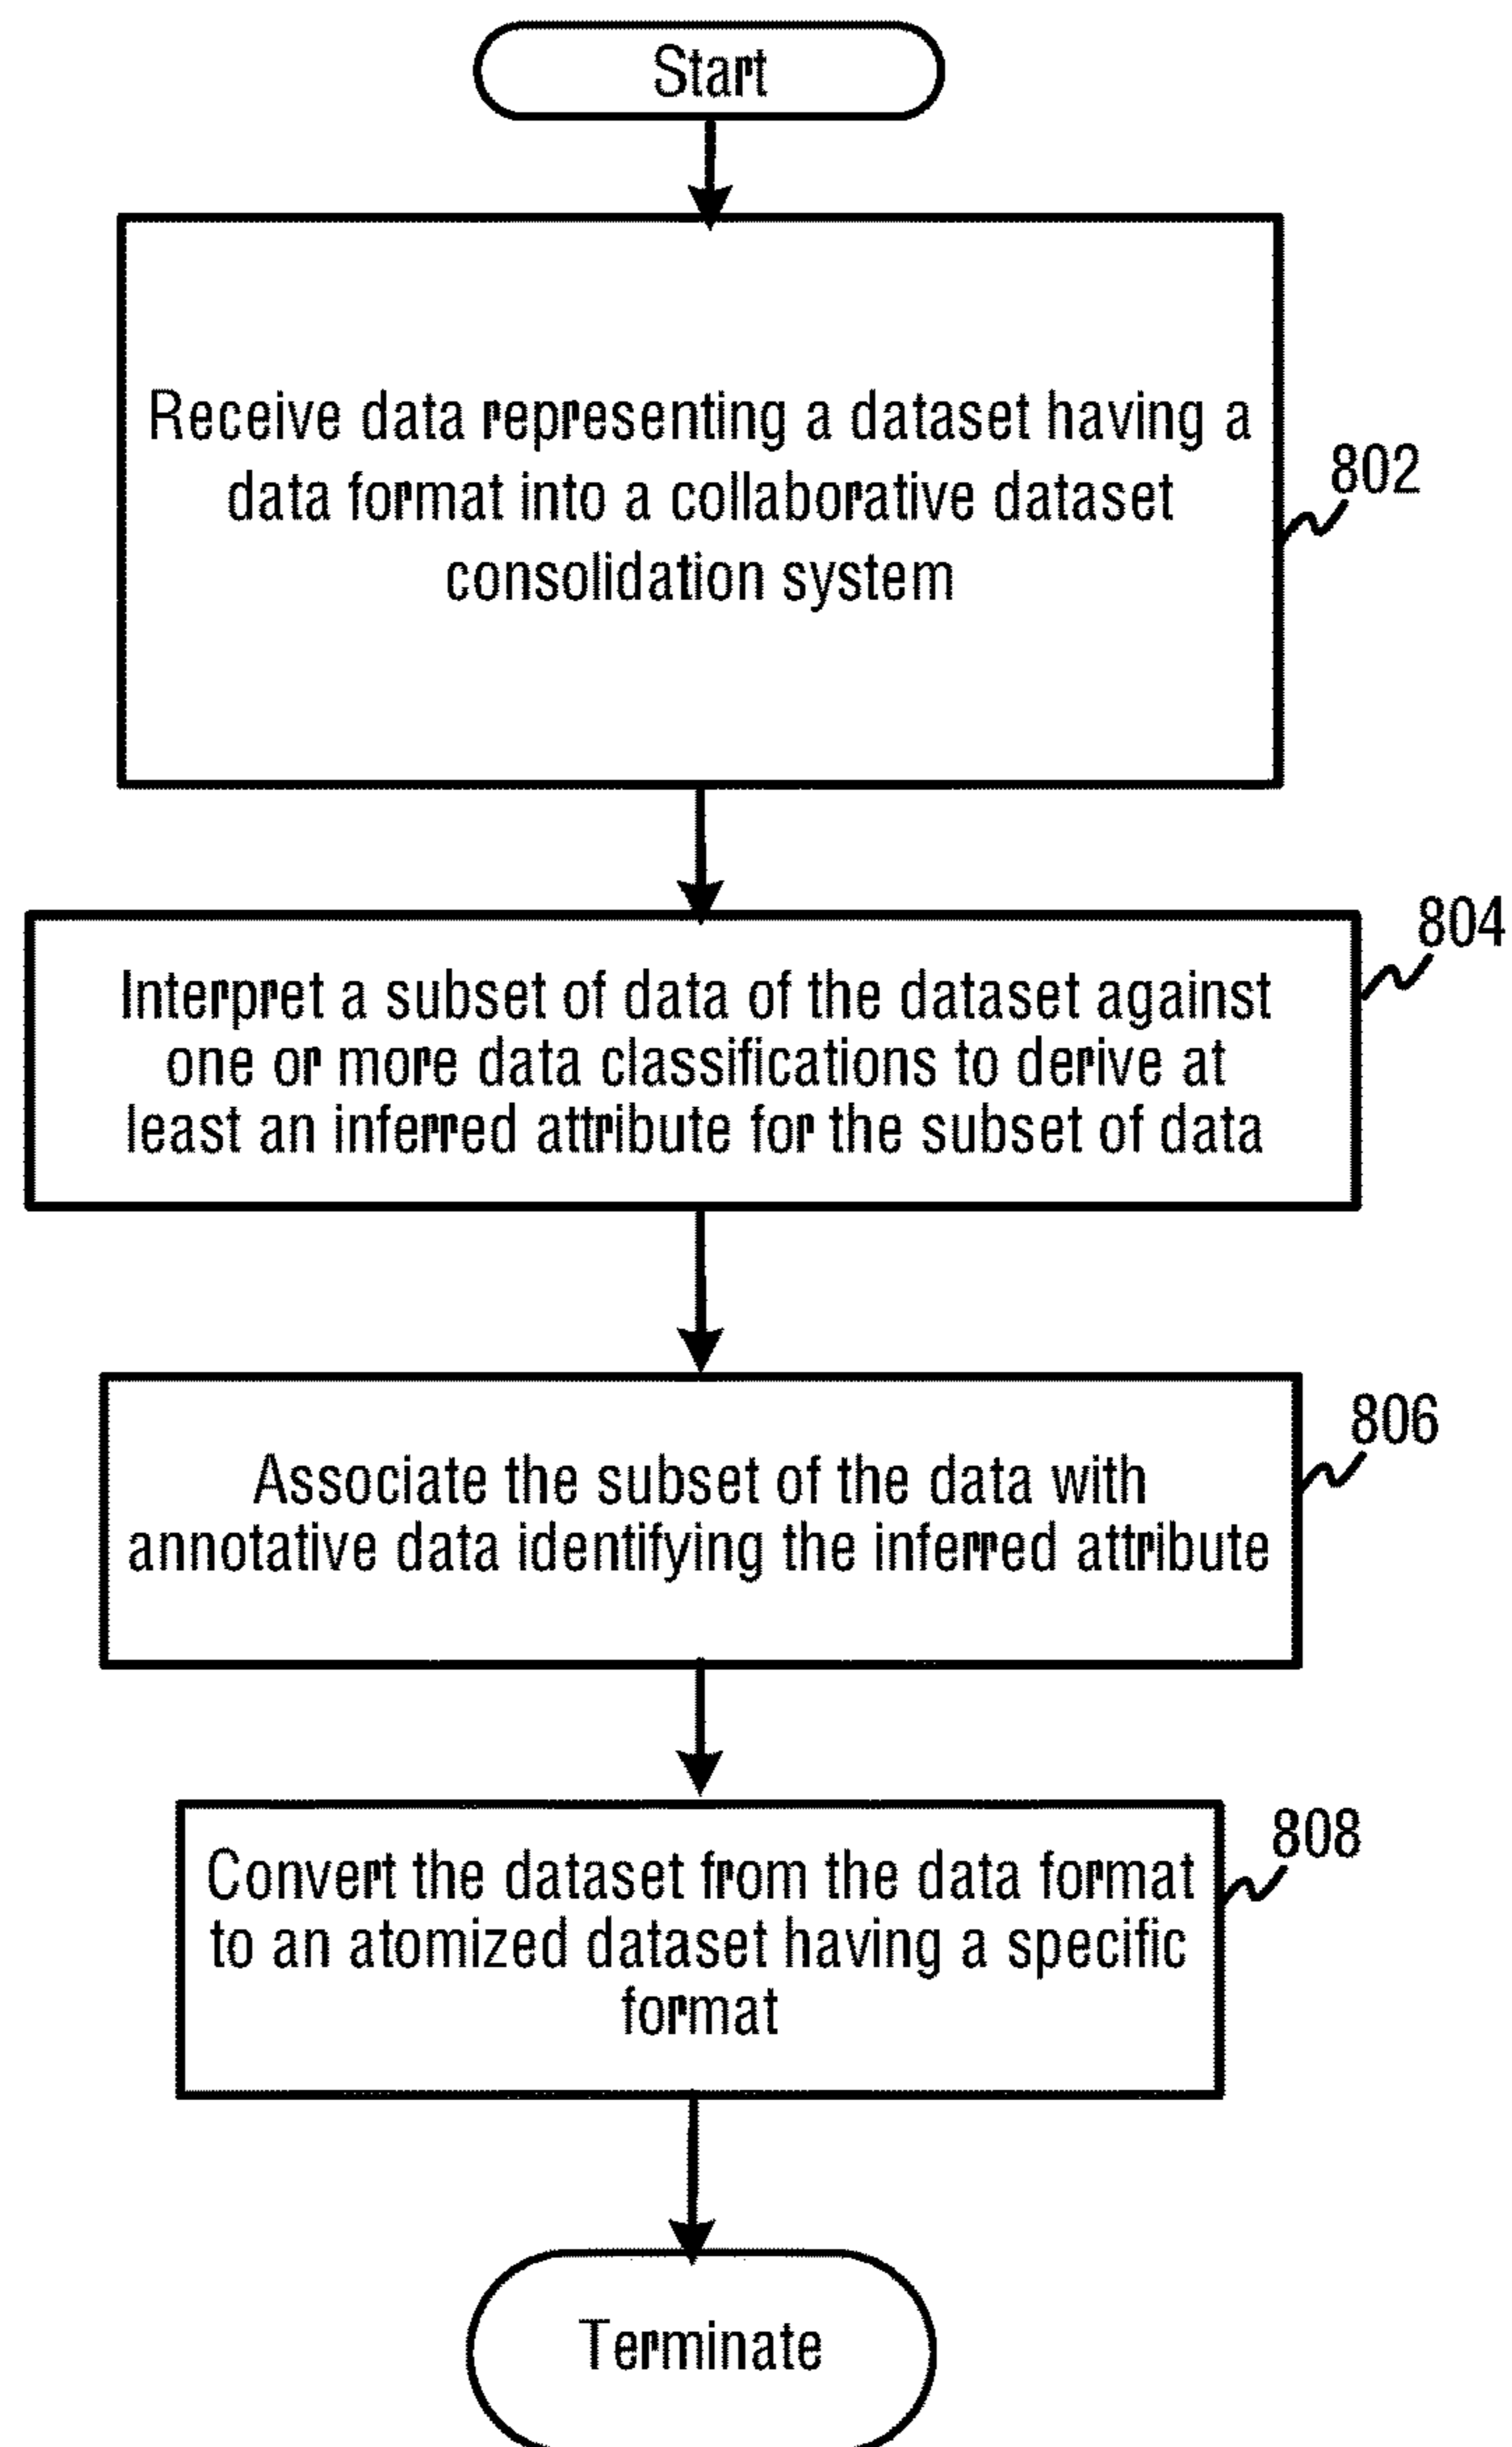 Start
Receive data representing a dataset having a
data format into a collaborative dataset
consolidation system
802
Interpret a subset of data of the dataset against
one or more data classifications to derive at
least an inferred attribute for the subset of data
804
Associate the subset of the data with
annotative data identifying the inferred attribute
806
Convert the dataset from the data format
to an atomized dataset having a specific
format
808
Terminate